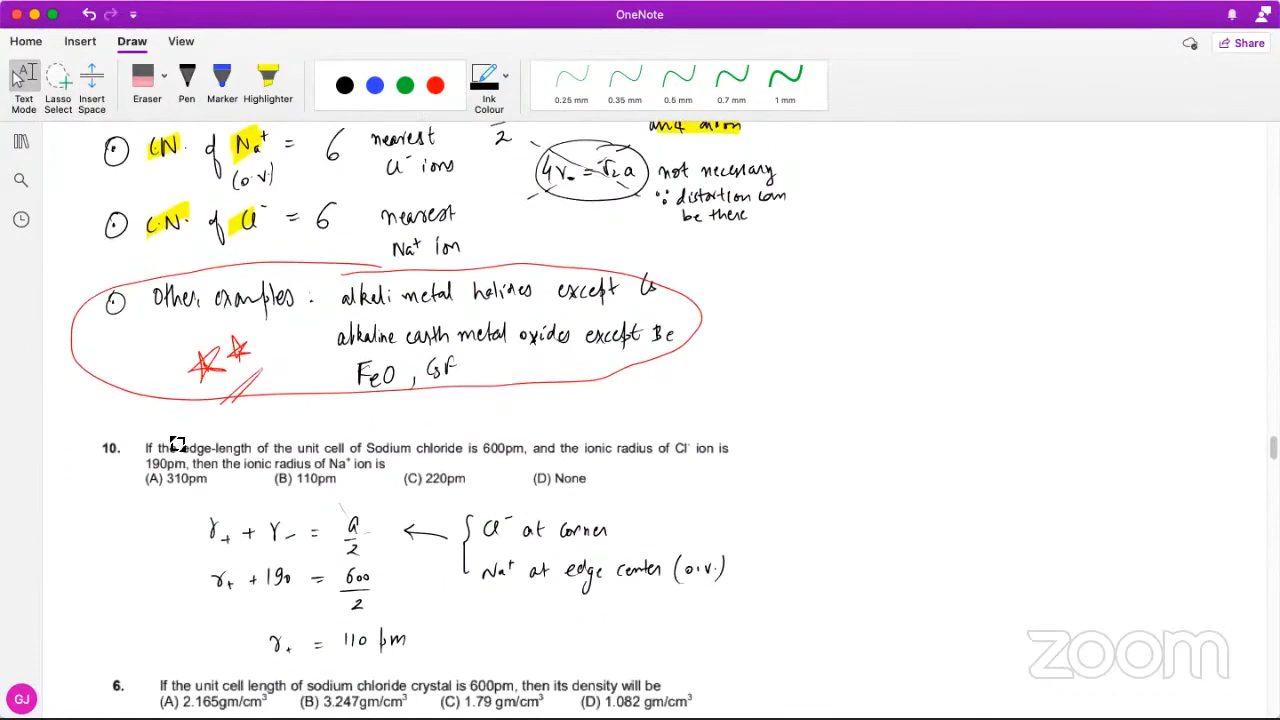 OneNote
Home Insert Draw View
Share
Text Mode
Lasso Select
Insert Space
Eraser
Pen
Marker
Highlighter
Ink Colour
0.25 mm 0.35 mm 0.5 mm 0.7 mm 1 mm
and anion
C.N. of Na+ = 6 nearest
(o.v.) Cl- ions
2
4r- = √2 a not necessary
∵ distortion can
be there
C.N. of Cl- = 6 nearest
Na+ ion
Other examples : alkali metal halides except Cs
alkaline earth metal oxides except Be
FeO , CsF
10. If the edge-length of the unit cell of Sodium chloride is 600pm, and the ionic radius of Cl- ion is
190pm, then the ionic radius of Na+ ion is
(A) 310pm (B) 110pm (C) 220pm (D) None
r+ + r- = a/2 ← { Cl- at corner
Na+ at edge center (o.v.)
r+ + 190 = 600/2
r+ = 110 pm
zoom
6. If the unit cell length of sodium chloride crystal is 600pm, then its density will be
(A) 2.165gm/cm3 (B) 3.247gm/cm3 (C) 1.79 gm/cm3 (D) 1.082 gm/cm3
GJ